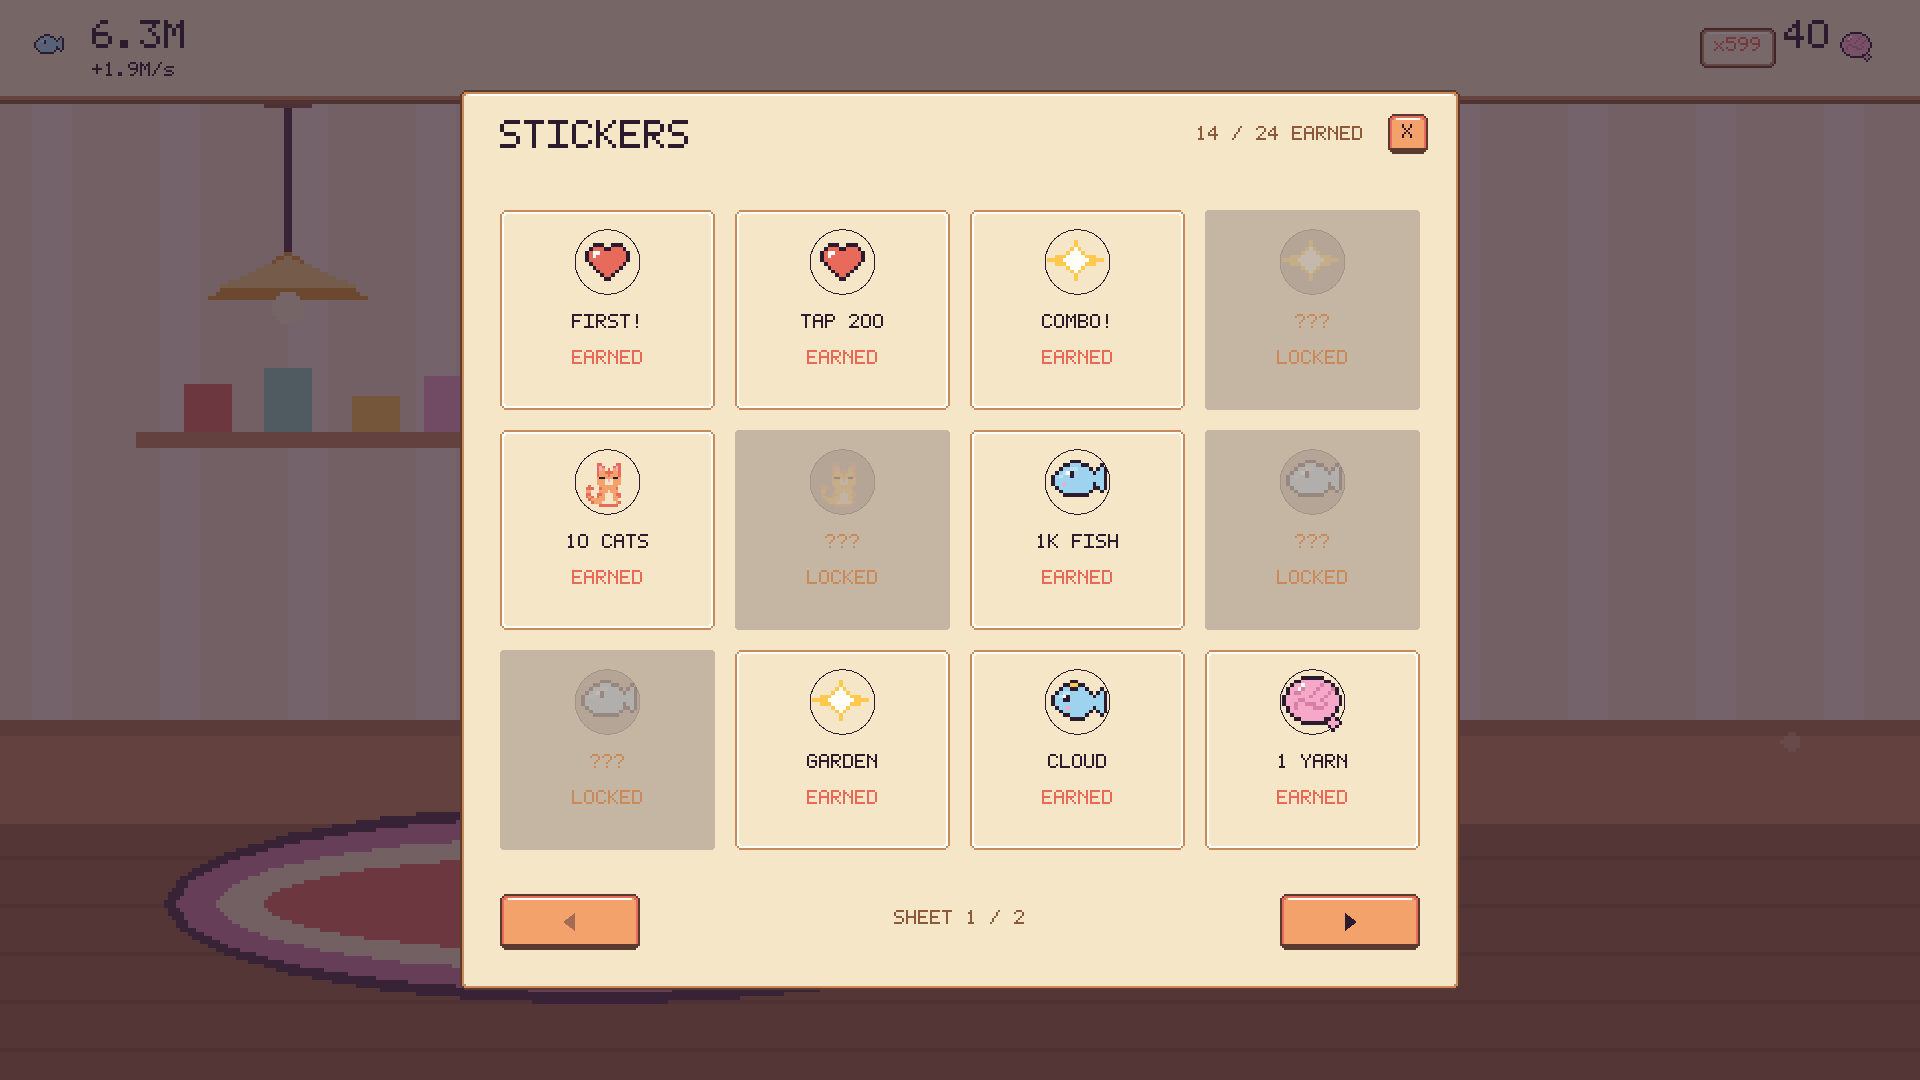 6.3M
+1.9M/s
x599
40
STICKERS
14 / 24 EARNED
X
FIRST!
EARNED
TAP 200
EARNED
COMBO!
EARNED
???
LOCKED
10 CATS
EARNED
???
LOCKED
1K FISH
EARNED
???
LOCKED
???
LOCKED
GARDEN
EARNED
CLOUD
EARNED
1 YARN
EARNED
SHEET 1 / 2